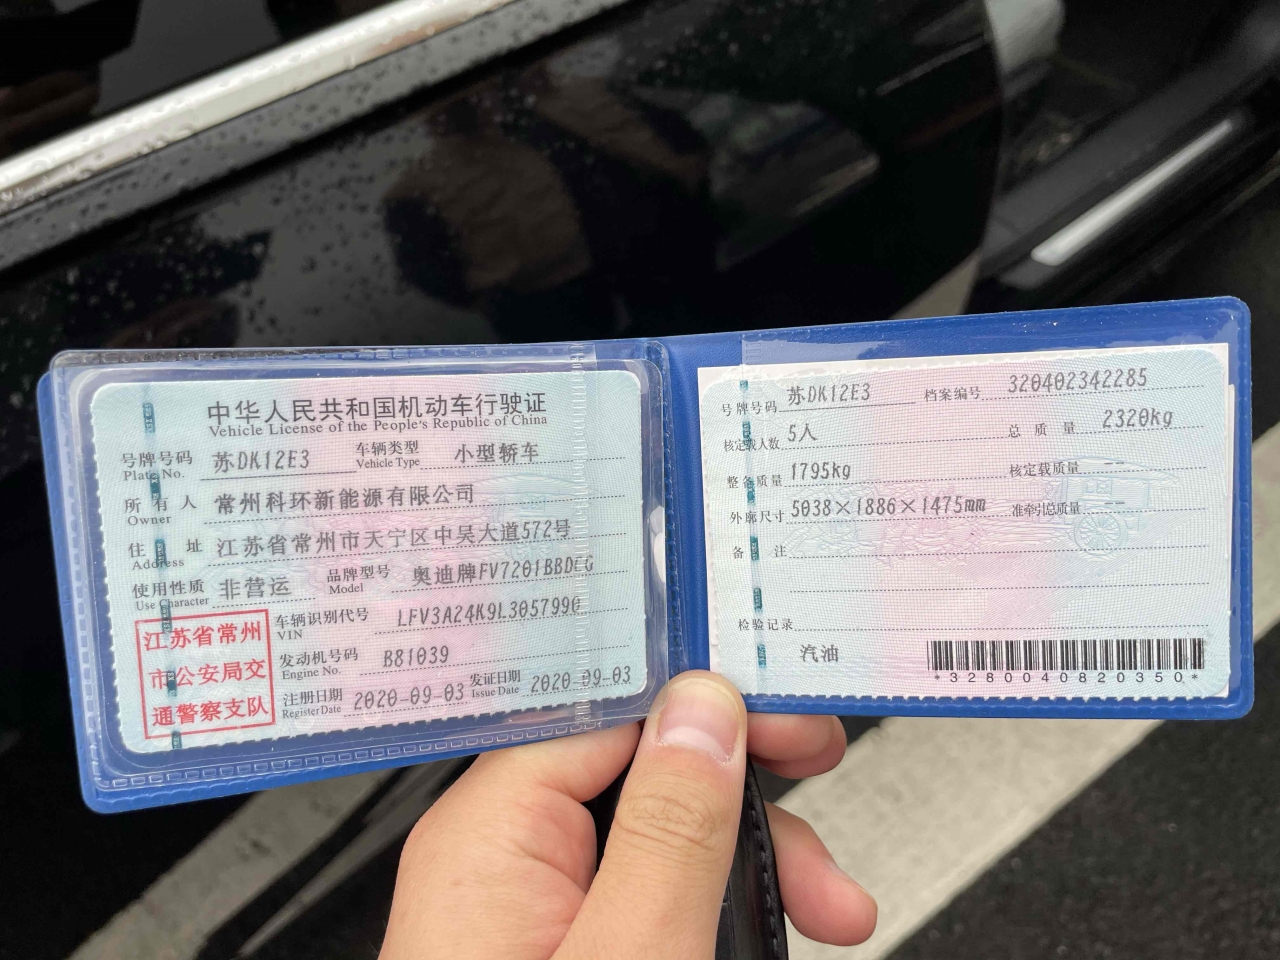 中华人民共和国机动车行驶证
Vehicle License of the People's Republic of China
号牌号码 苏DK12E3 车辆类型 小型轿车
Plate No. Vehicle Type
所有人 常州科环新能源有限公司
Owner
住址 江苏省常州市天宁区中吴大道572号
Address
使用性质 非营运 品牌型号 奥迪牌FV7201BBDCG
Use Character Model
江苏省常州
市公安局交
通警察支队
车辆识别代号 LFV3A24K9L3057990
VIN
发动机号码 B81039
Engine No.
注册日期 2020-09-03 发证日期 2020-09-03
Register Date Issue Date
号牌号码 苏DK12E3 档案编号 320402342285
核定载人数 5人 总质量 2320kg
整备质量 1795kg 核定载质量 --
外廓尺寸 5038×1886×1475mm 准牵引总质量 --
备注
检验记录
汽油
*3280040820350*